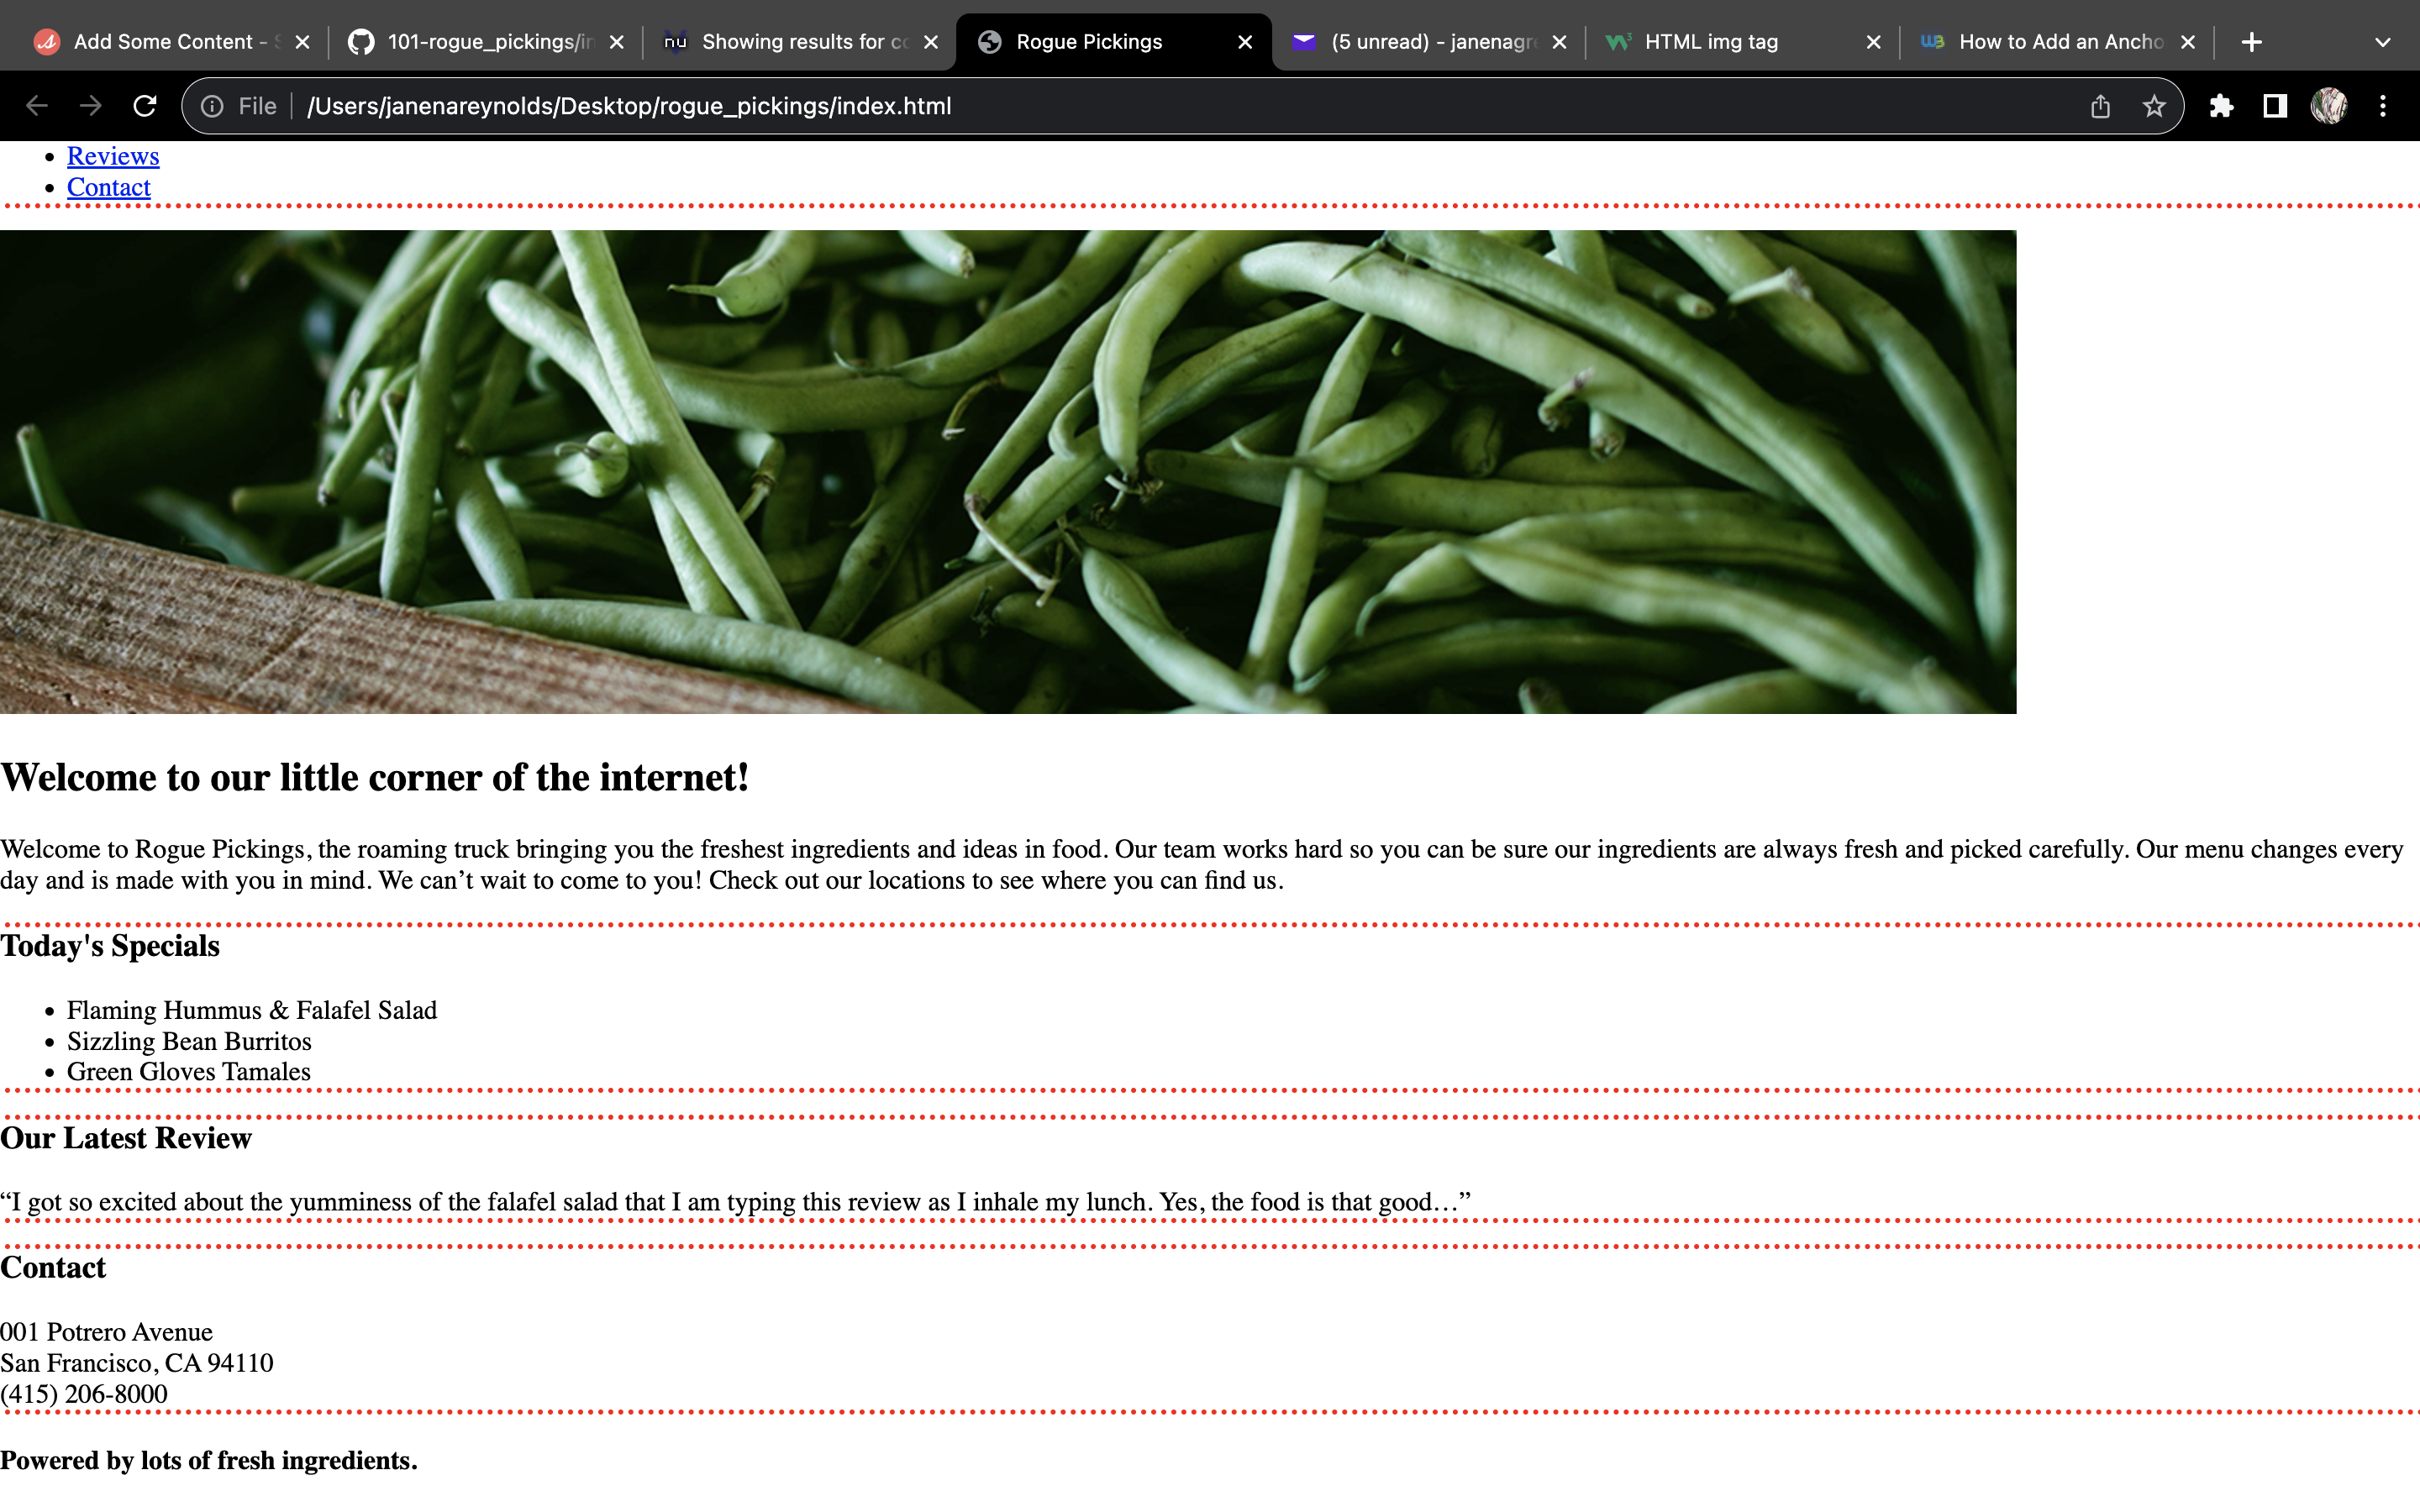 Add Some Content - S
101-rogue_pickings/in
nu Showing results for co
Rogue Pickings
(5 unread) - janenagre
HTML img tag
How to Add an Ancho
File /Users/janenareynolds/Desktop/rogue_pickings/index.html
Reviews
Contact
Welcome to our little corner of the internet!
Welcome to Rogue Pickings, the roaming truck bringing you the freshest ingredients and ideas in food. Our team works hard so you can be sure our ingredients are always fresh and picked carefully. Our menu changes every
day and is made with you in mind. We can’t wait to come to you! Check out our locations to see where you can find us.
Today's Specials
Flaming Hummus & Falafel Salad
Sizzling Bean Burritos
Green Gloves Tamales
Our Latest Review
“I got so excited about the yumminess of the falafel salad that I am typing this review as I inhale my lunch. Yes, the food is that good…”
Contact
001 Potrero Avenue
San Francisco, CA 94110
(415) 206-8000
Powered by lots of fresh ingredients.